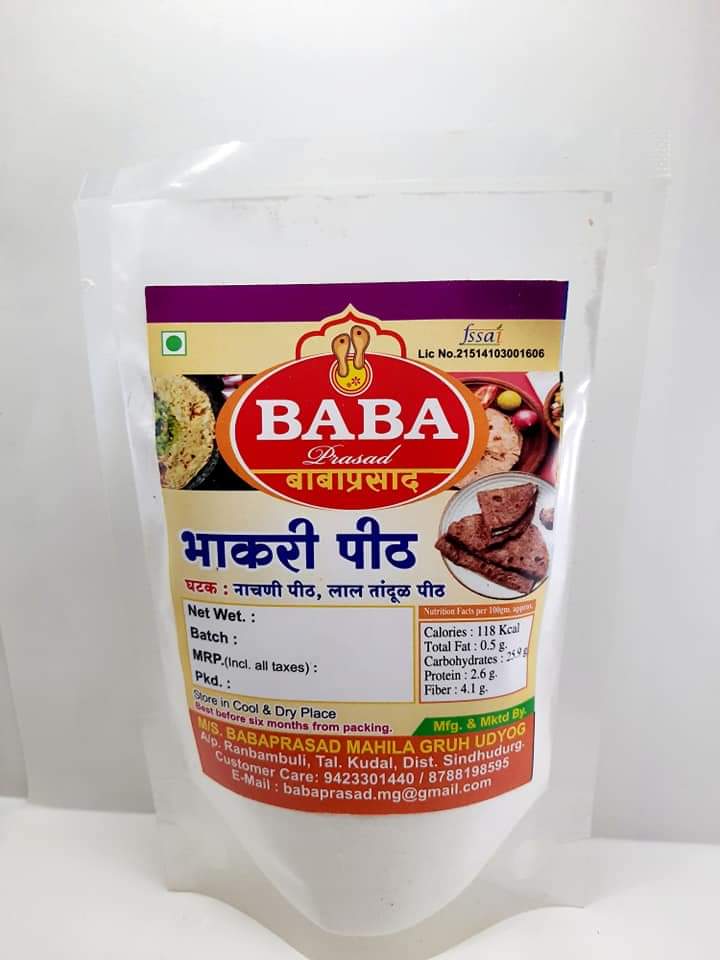 fssai
Lic No.21514103001606
BABA
Prasad
बाबाप्रसाद
भाकरी पीठ
घटक : नाचणी पीठ, लाल तांदूळ पीठ
Net Wet. :
Batch :
MRP.(Incl. all taxes) :
Pkd. :
Nutrition Facts per 100gm. approx.
Calories : 118 Kcal
Total Fat : 0.5 g.
Carbohydrates : 25.9 g
Protein : 2.6 g.
Fiber : 4.1 g.
Store in Cool & Dry Place
Best before six months from packing.
Mfg. & Mktd By.
M/S. BABAPRASAD MAHILA GRUH UDYOG
A/p. Ranbambuli, Tal. Kudal, Dist. Sindhudurg.
Customer Care: 9423301440 / 8788198595
E-Mail : babaprasad.mg@gmail.com